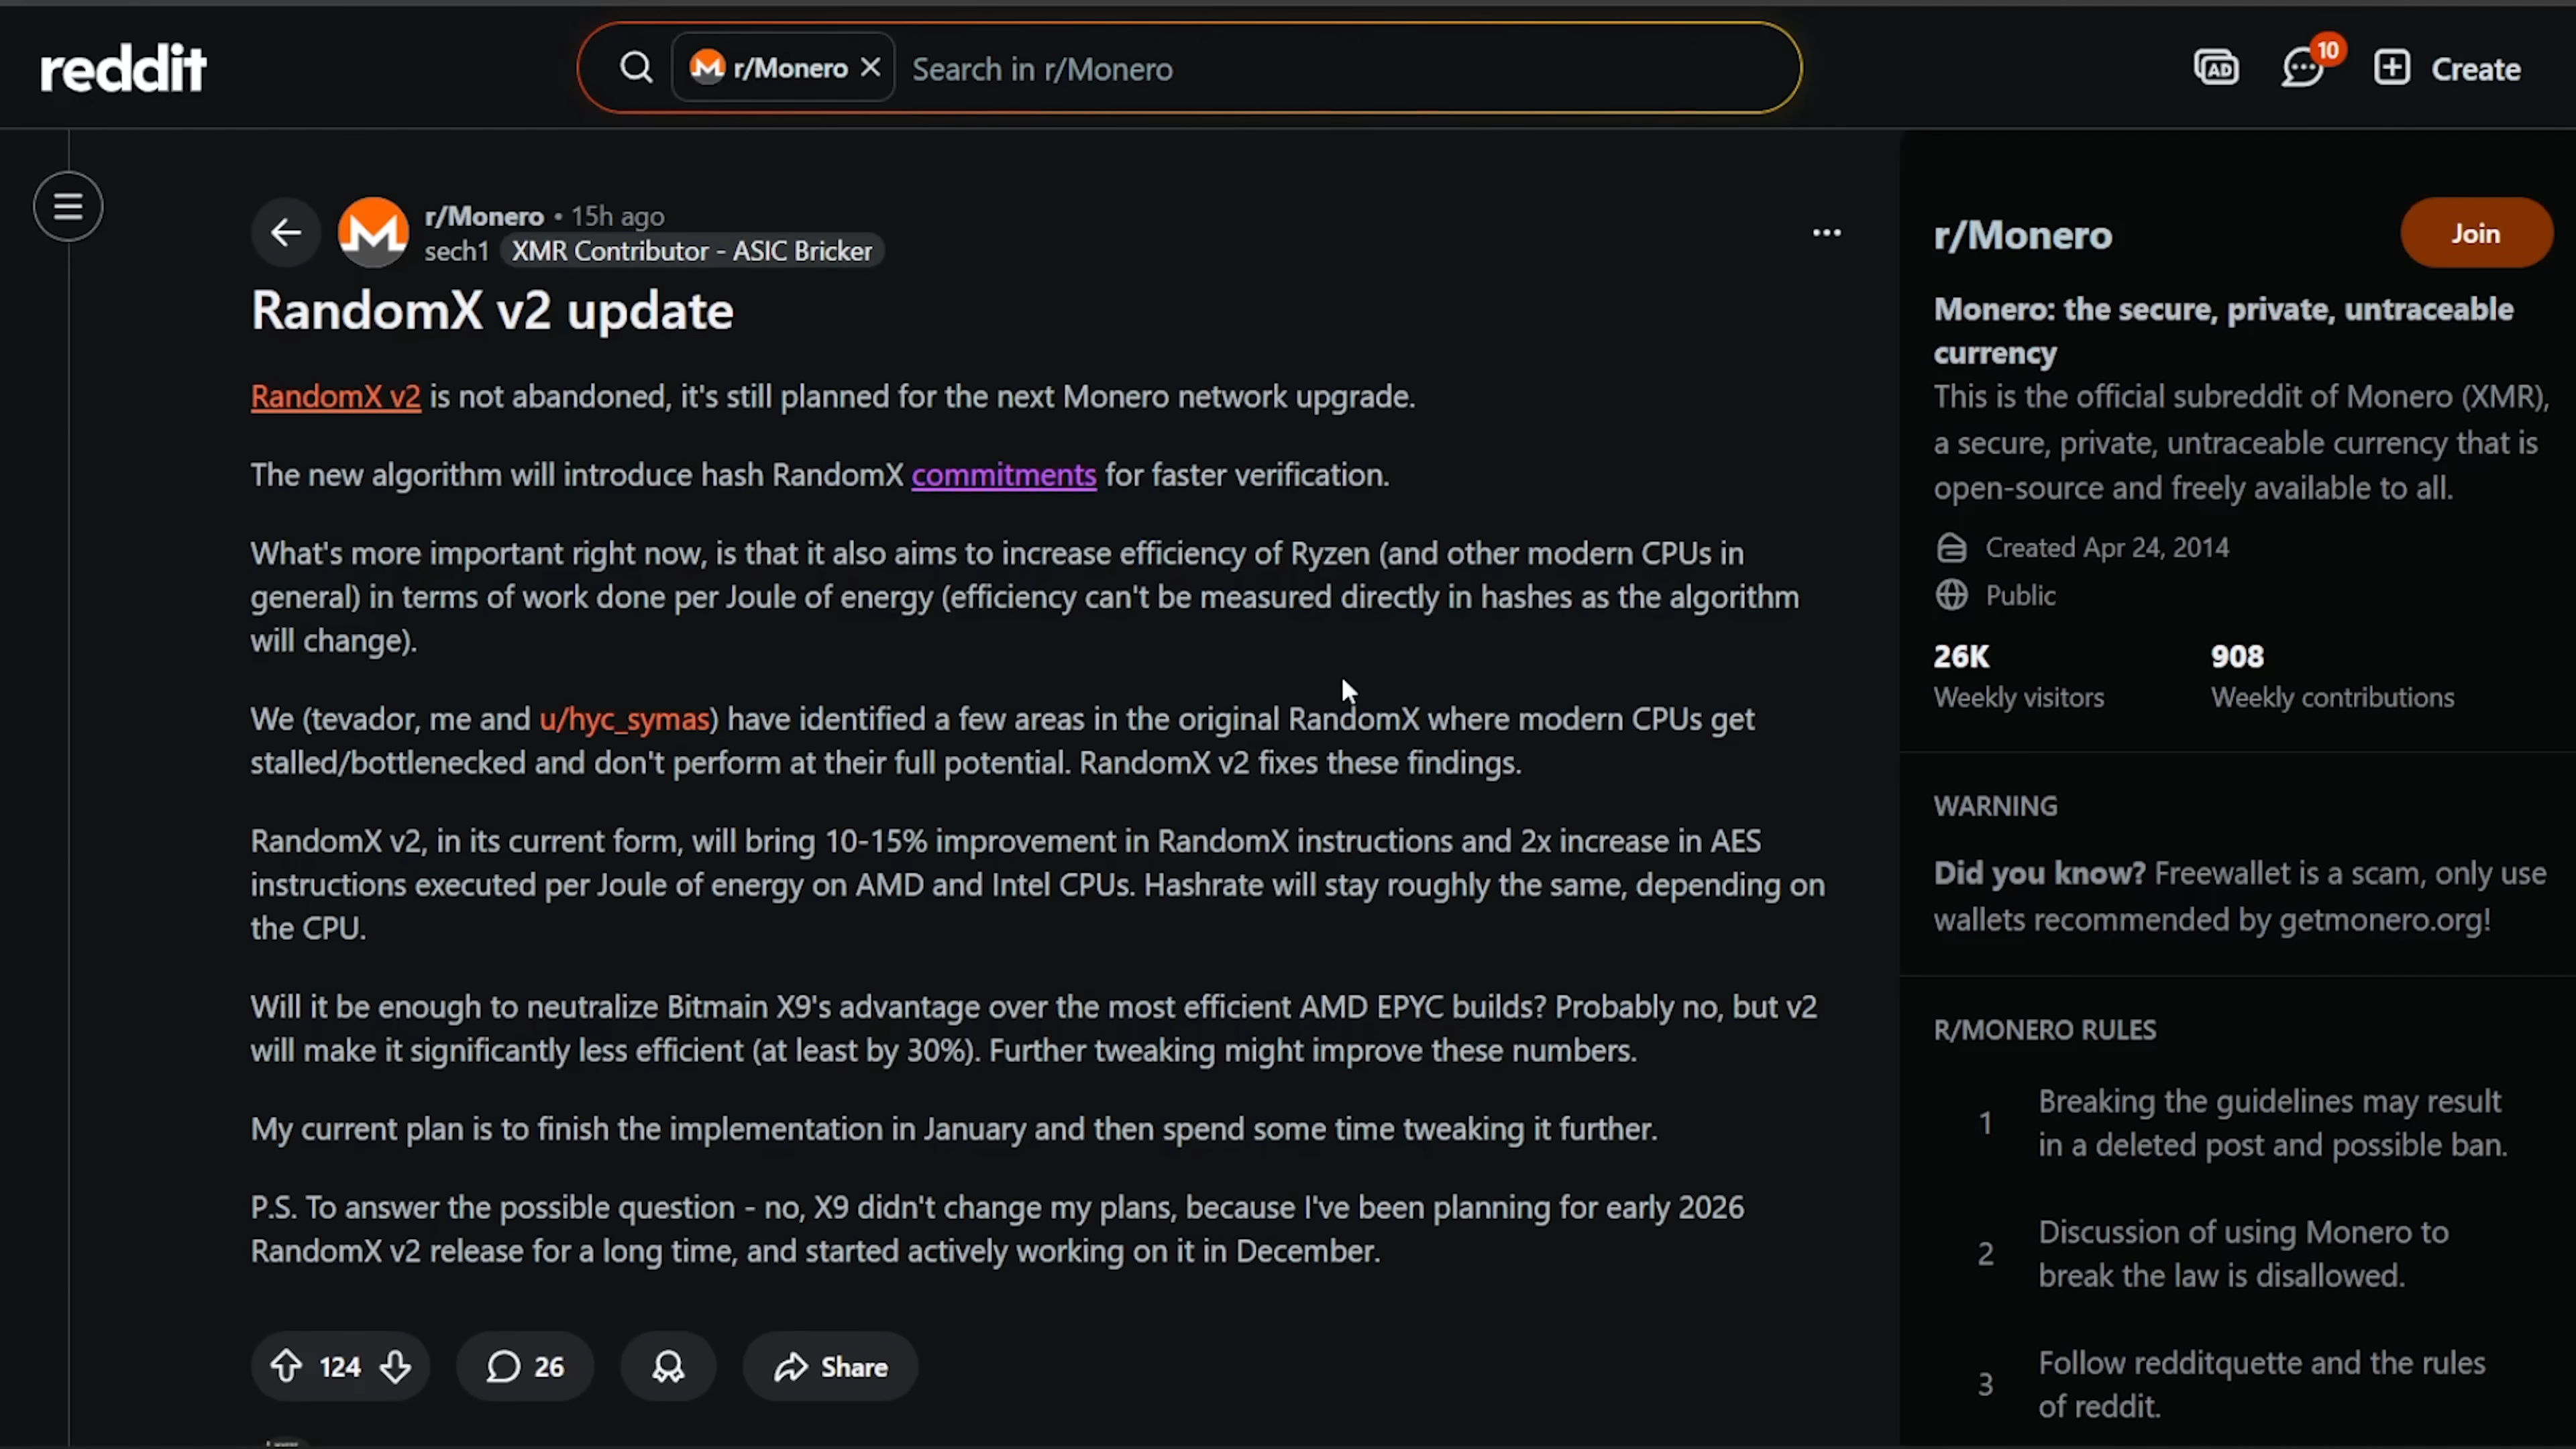 reddit
r/Monero
Search in r/Monero
AD
10
Create
r/Monero • 15h ago
sech1 XMR Contributor - ASIC Bricker
RandomX v2 update
RandomX v2 is not abandoned, it's still planned for the next Monero network upgrade.
The new algorithm will introduce hash RandomX commitments for faster verification.
What's more important right now, is that it also aims to increase efficiency of Ryzen (and other modern CPUs in
general) in terms of work done per Joule of energy (efficiency can't be measured directly in hashes as the algorithm
will change).
We (tevador, me and u/hyc_symas) have identified a few areas in the original RandomX where modern CPUs get
stalled/bottlenecked and don't perform at their full potential. RandomX v2 fixes these findings.
RandomX v2, in its current form, will bring 10-15% improvement in RandomX instructions and 2x increase in AES
instructions executed per Joule of energy on AMD and Intel CPUs. Hashrate will stay roughly the same, depending on
the CPU.
Will it be enough to neutralize Bitmain X9's advantage over the most efficient AMD EPYC builds? Probably no, but v2
will make it significantly less efficient (at least by 30%). Further tweaking might improve these numbers.
My current plan is to finish the implementation in January and then spend some time tweaking it further.
P.S. To answer the possible question - no, X9 didn't change my plans, because I've been planning for early 2026
RandomX v2 release for a long time, and started actively working on it in December.
124
26
Share
r/Monero
Join
Monero: the secure, private, untraceable
currency
This is the official subreddit of Monero (XMR),
a secure, private, untraceable currency that is
open-source and freely available to all.
Created Apr 24, 2014
Public
26K
Weekly visitors
908
Weekly contributions
WARNING
Did you know? Freewallet is a scam, only use
wallets recommended by getmonero.org!
R/MONERO RULES
1
Breaking the guidelines may result
in a deleted post and possible ban.
2
Discussion of using Monero to
break the law is disallowed.
3
Follow redditquette and the rules
of reddit.